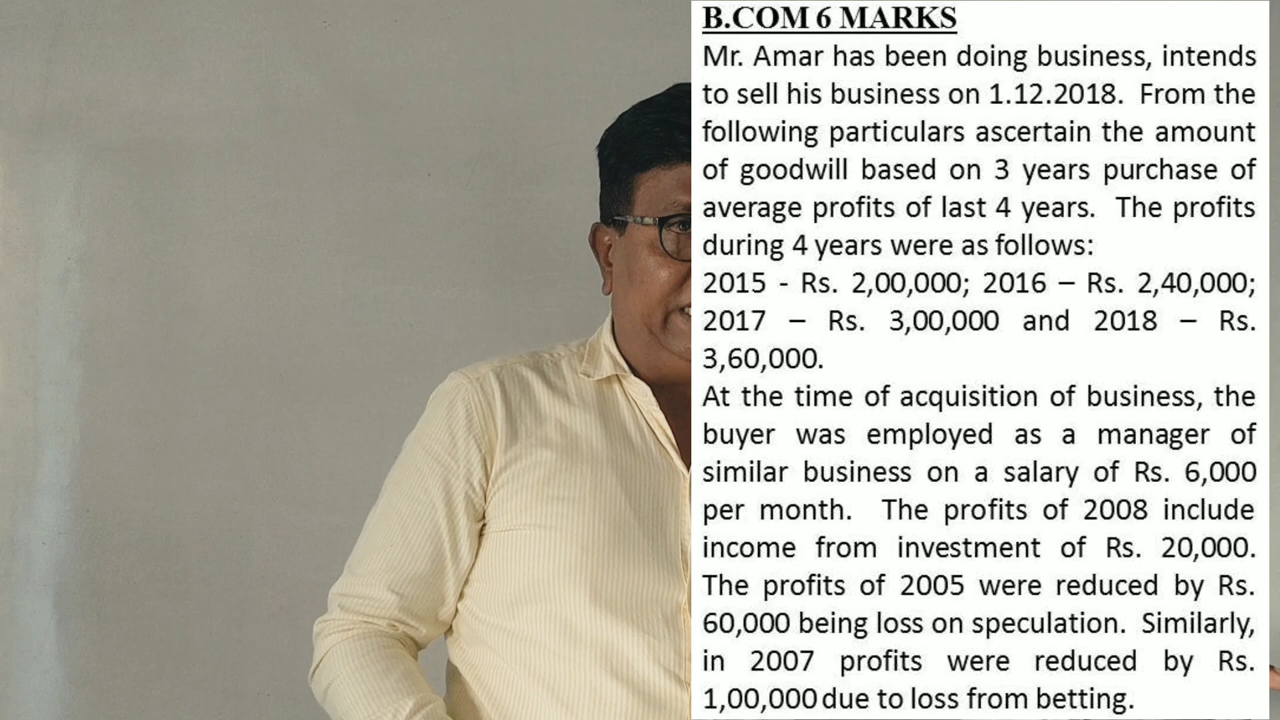 B.COM 6 MARKS
Mr. Amar has been doing business, intends
to sell his business on 1.12.2018. From the
following particulars ascertain the amount
of goodwill based on 3 years purchase of
average profits of last 4 years. The profits
during 4 years were as follows:
2015 - Rs. 2,00,000; 2016 – Rs. 2,40,000;
2017 – Rs. 3,00,000 and 2018 – Rs.
3,60,000.
At the time of acquisition of business, the
buyer was employed as a manager of
similar business on a salary of Rs. 6,000
per month. The profits of 2008 include
income from investment of Rs. 20,000.
The profits of 2005 were reduced by Rs.
60,000 being loss on speculation. Similarly,
in 2007 profits were reduced by Rs.
1,00,000 due to loss from betting.